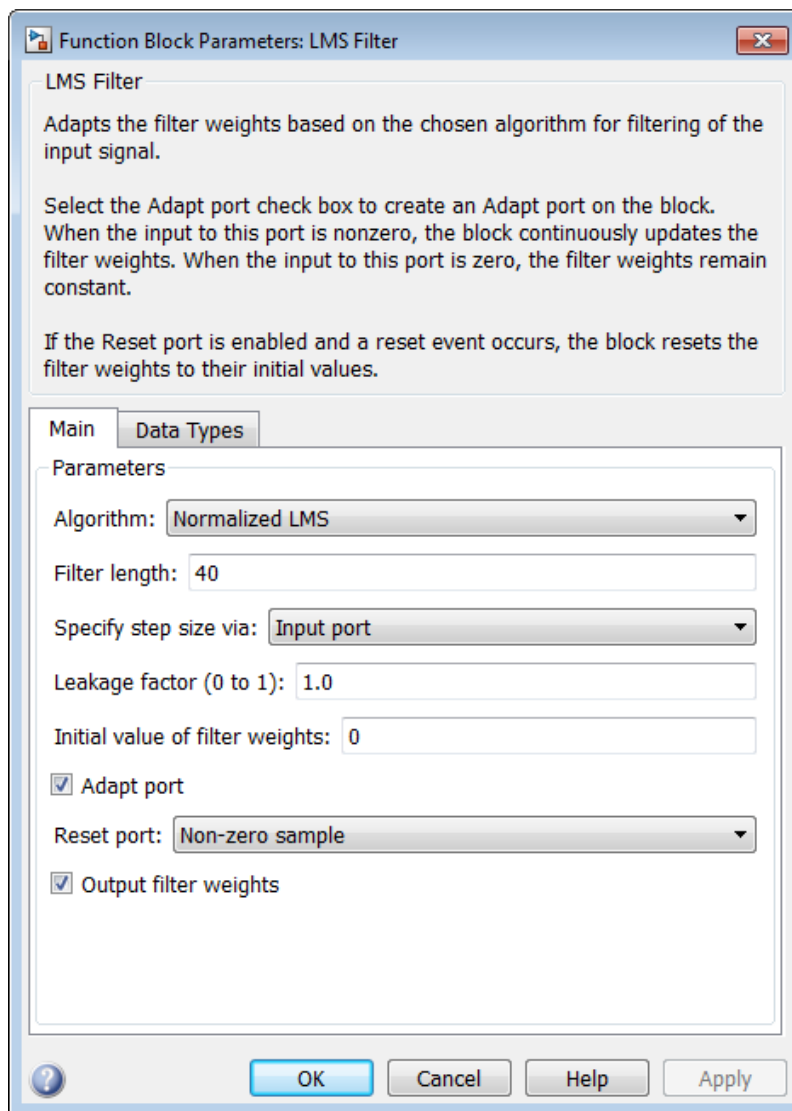 Function Block Parameters: LMS Filter
LMS Filter
Adapts the filter weights based on the chosen algorithm for filtering of the
input signal.
Select the Adapt port check box to create an Adapt port on the block.
When the input to this port is nonzero, the block continuously updates the
filter weights. When the input to this port is zero, the filter weights remain
constant.
If the Reset port is enabled and a reset event occurs, the block resets the
filter weights to their initial values.
Main Data Types
Parameters
Algorithm: Normalized LMS
Filter length: 40
Specify step size via: Input port
Leakage factor (0 to 1): 1.0
Initial value of filter weights: 0
Adapt port
Reset port: Non-zero sample
Output filter weights
? OK Cancel Help Apply